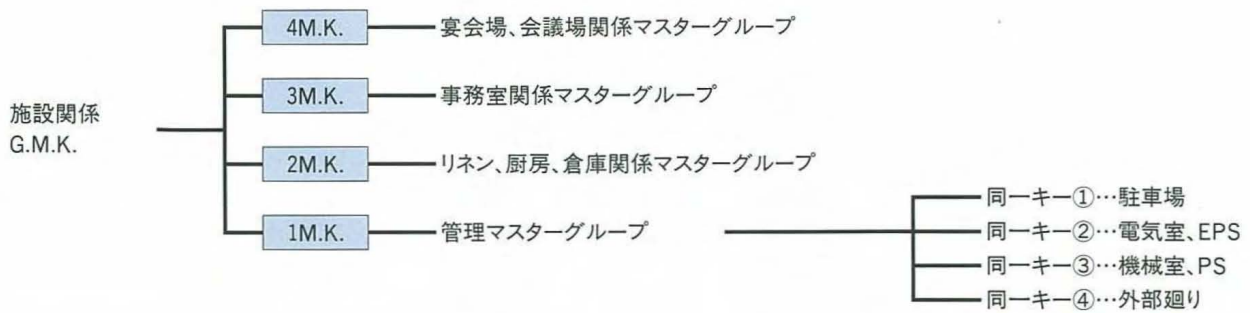 4M.K. 宴会場、会議場関係マスターグループ
3M.K. 事務室関係マスターグループ
施設関係
G.M.K.
2M.K. リネン、厨房、倉庫関係マスターグループ
1M.K. 管理マスターグループ
同一キー①…駐車場
同一キー②…電気室、EPS
同一キー③…機械室、PS
同一キー④…外部廻り